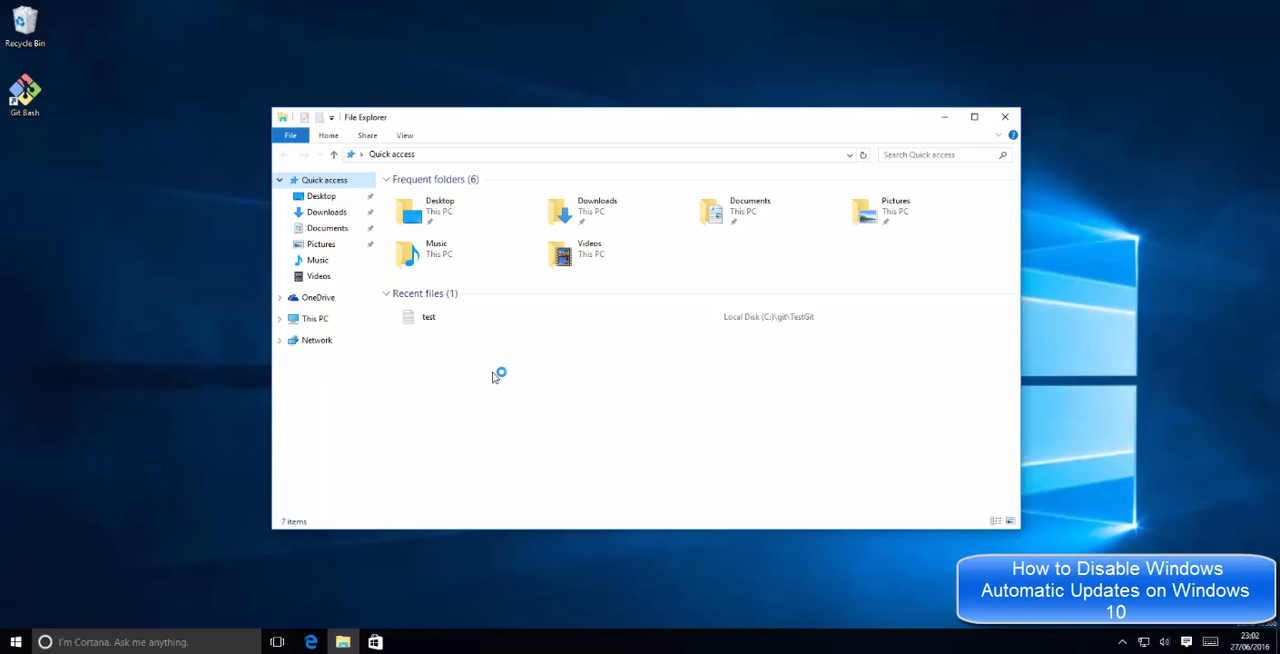 Recycle Bin
Git Bash
File Explorer
File Home Share View
Quick access
Search Quick access
Quick access
Desktop
Downloads
Documents
Pictures
Music
Videos
OneDrive
This PC
Network
Frequent folders (6)
Desktop
This PC
Downloads
This PC
Documents
This PC
Pictures
This PC
Music
This PC
Videos
This PC
Recent files (1)
test Local Disk (C:)\git\TestGit
7 items
How to Disable Windows
Automatic Updates on Windows
10
I'm Cortana. Ask me anything.
23:02
27/06/2016